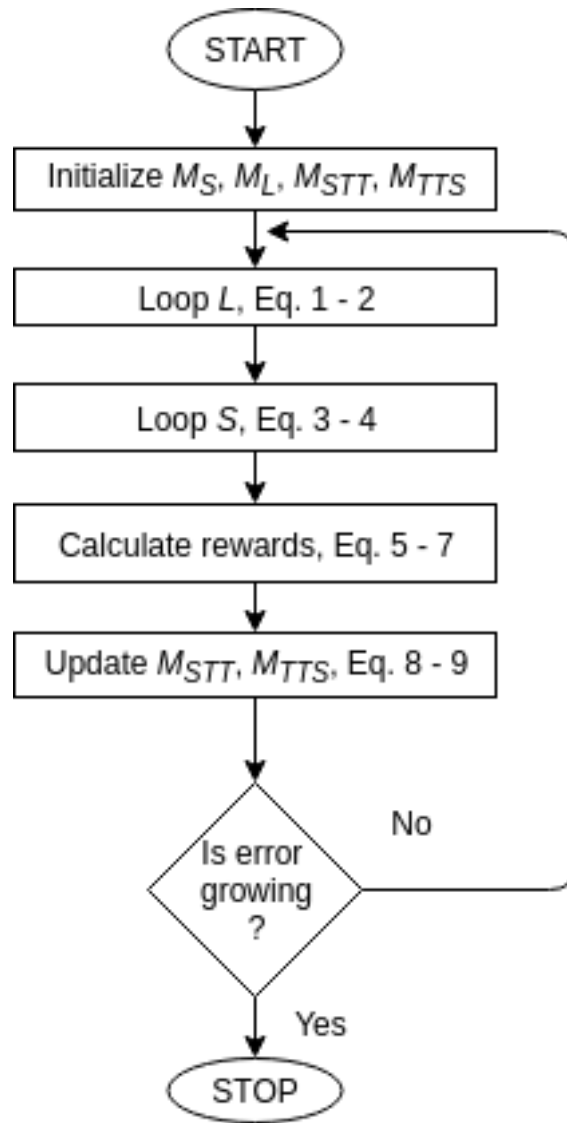 START
Initialize M_S, M_L, M_STT, M_TTS
Loop L, Eq. 1 - 2
Loop S, Eq. 3 - 4
Calculate rewards, Eq. 5 - 7
Update M_STT, M_TTS, Eq. 8 - 9
Is error
growing
?
No
Yes
STOP